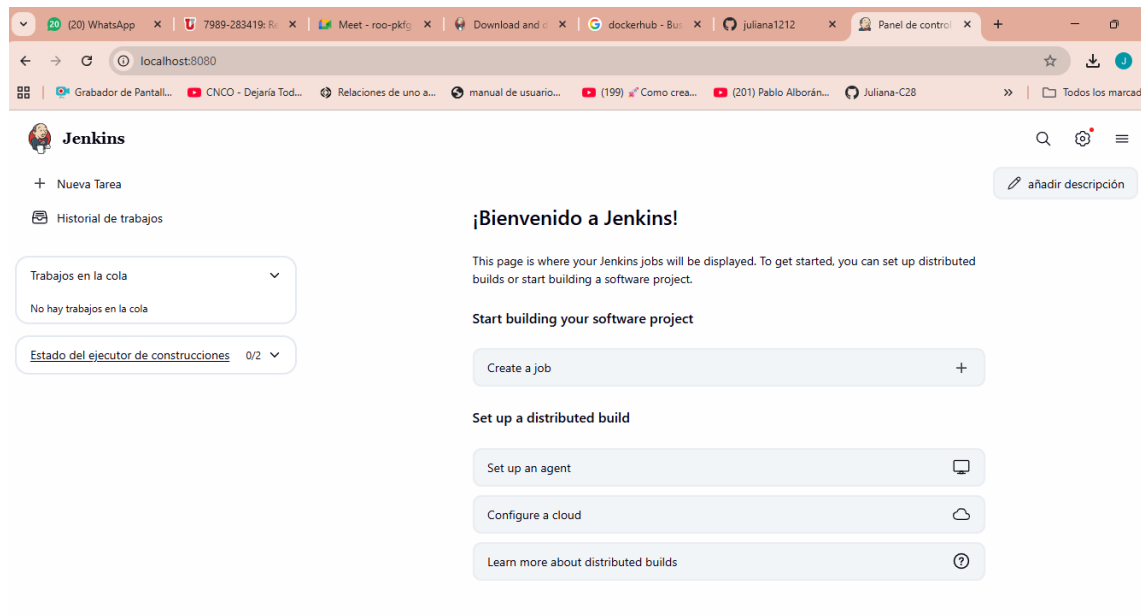 20 (20) WhatsApp
7989-283419: Re
Meet - roo-pkfg
Download and d
dockerhub - Bus
juliana1212
Panel de control
localhost:8080
J
Grabador de Pantall...
CNCO - Dejaría Tod...
Relaciones de uno a...
manual de usuario...
(199) Como crea...
(201) Pablo Alborán...
Juliana-C28
Todos los marcad
Jenkins
Nueva Tarea
añadir descripción
Historial de trabajos
¡Bienvenido a Jenkins!
This page is where your Jenkins jobs will be displayed. To get started, you can set up distributed
builds or start building a software project.
Trabajos en la cola
No hay trabajos en la cola
Start building your software project
Estado del ejecutor de construcciones 0/2
Create a job
Set up a distributed build
Set up an agent
Configure a cloud
Learn more about distributed builds